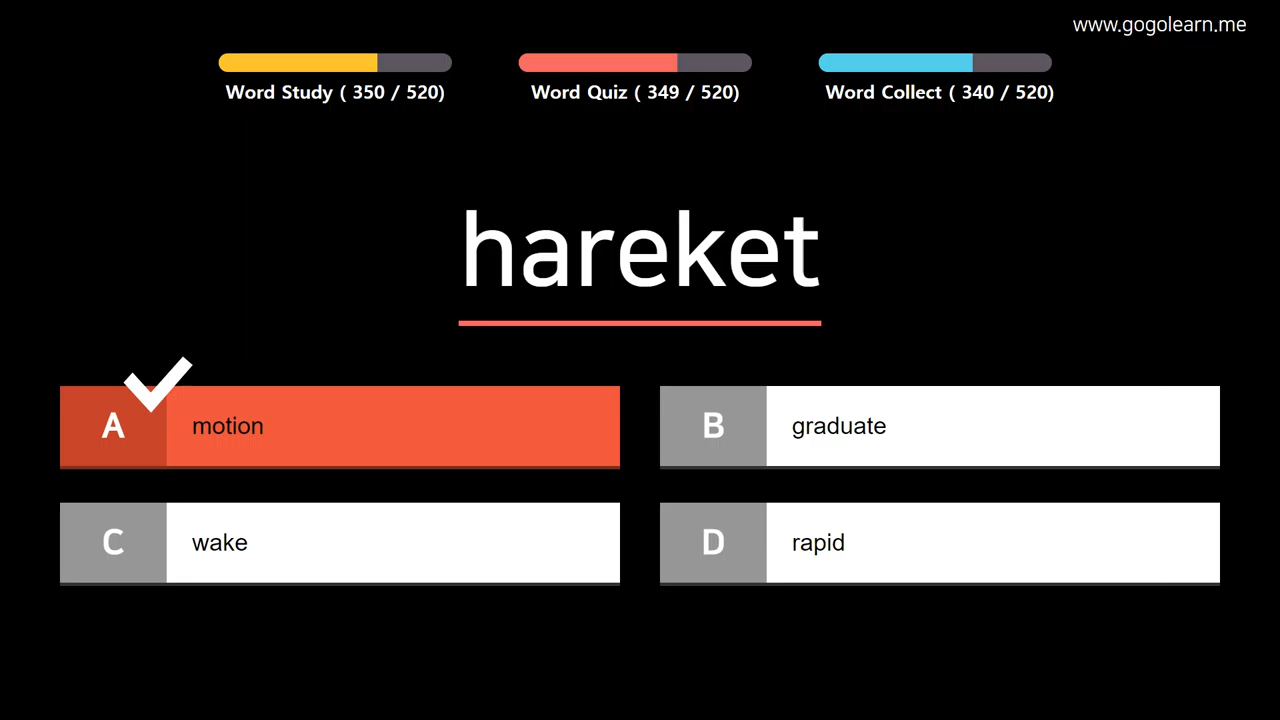 www.gogolearn.me
Word Study ( 350 / 520)
Word Quiz ( 349 / 520)
Word Collect ( 340 / 520)
hareket
A motion
B graduate
C wake
D rapid